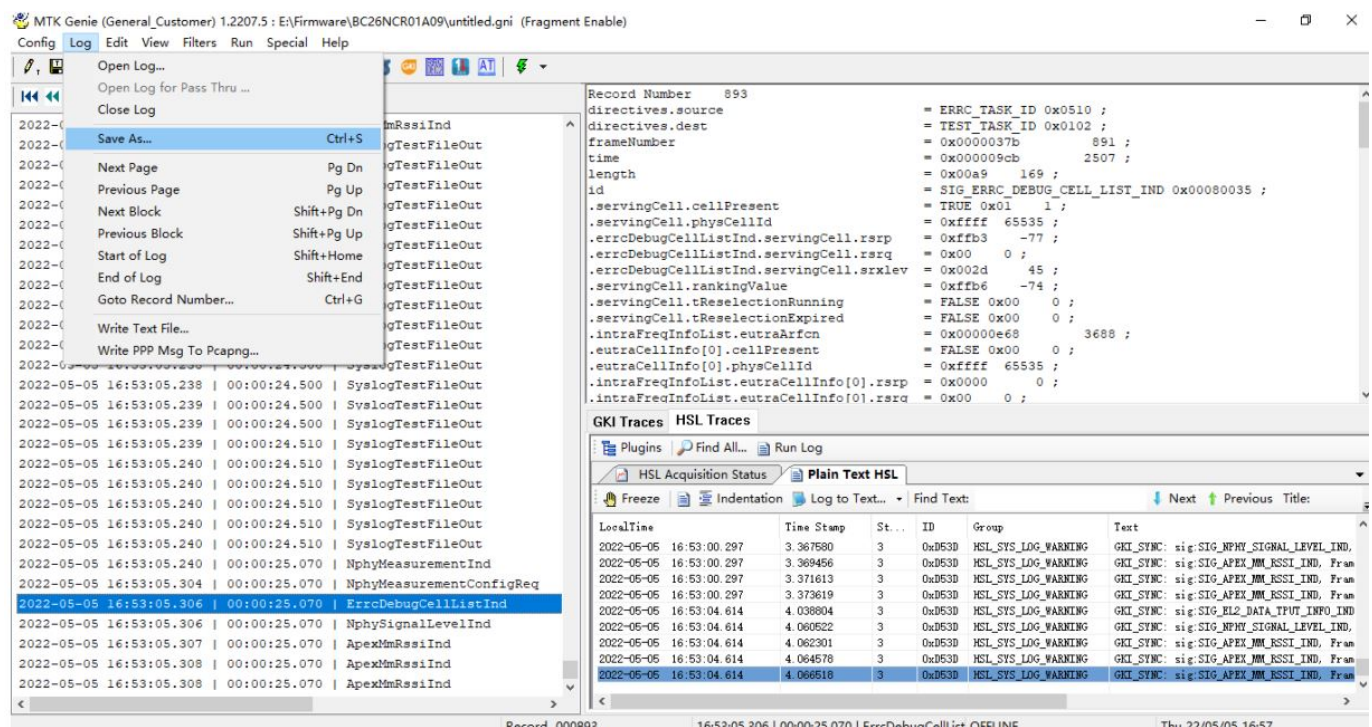 MTK Genie (General_Customer) 1.2207.5 : E:\Firmware\BC26NCR01A09\untitled.gni (Fragment Enable)
Config Log Edit View Filters Run Special Help
Open Log...
Open Log for Pass Thru ...
Close Log
Save As... Ctrl+S
Next Page Pg Dn
Previous Page Pg Up
Next Block Shift+Pg Dn
Previous Block Shift+Pg Up
Start of Log Shift+Home
End of Log Shift+End
Goto Record Number... Ctrl+G
Write Text File...
Write PPP Msg To Pcapng...
AT
2022-05-05 16:53:05.238 | 00:00:24.500 | SyslogTestFileOut
2022-05-05 16:53:05.239 | 00:00:24.500 | SyslogTestFileOut
2022-05-05 16:53:05.239 | 00:00:24.500 | SyslogTestFileOut
2022-05-05 16:53:05.239 | 00:00:24.510 | SyslogTestFileOut
2022-05-05 16:53:05.240 | 00:00:24.510 | SyslogTestFileOut
2022-05-05 16:53:05.240 | 00:00:24.510 | SyslogTestFileOut
2022-05-05 16:53:05.240 | 00:00:24.510 | SyslogTestFileOut
2022-05-05 16:53:05.240 | 00:00:24.510 | SyslogTestFileOut
2022-05-05 16:53:05.240 | 00:00:24.510 | SyslogTestFileOut
2022-05-05 16:53:05.240 | 00:00:25.070 | NphyMeasurementInd
2022-05-05 16:53:05.304 | 00:00:25.070 | NphyMeasurementConfigReq
2022-05-05 16:53:05.306 | 00:00:25.070 | ErrcDebugCellListInd
2022-05-05 16:53:05.306 | 00:00:25.070 | NphySignalLevelInd
2022-05-05 16:53:05.307 | 00:00:25.070 | ApexMmRssiInd
2022-05-05 16:53:05.308 | 00:00:25.070 | ApexMmRssiInd
2022-05-05 16:53:05.308 | 00:00:25.070 | ApexMmRssiInd
Record Number 893
directives.source = ERRC_TASK_ID 0x0510 ;
directives.dest = TEST_TASK_ID 0x0102 ;
frameNumber = 0x0000037b 891 ;
time = 0x000009cb 2507 ;
length = 0x00a9 169 ;
id = SIG_ERRC_DEBUG_CELL_LIST_IND 0x00080035 ;
.servingCell.cellPresent = TRUE 0x01 1 ;
.servingCell.physCellId = 0xffff 65535 ;
.errcDebugCellListInd.servingCell.rsrp = 0xffb3 -77 ;
.errcDebugCellListInd.servingCell.rsrq = 0x00 0 ;
.errcDebugCellListInd.servingCell.srxlev = 0x002d 45 ;
.servingCell.rankingValue = 0xffb6 -74 ;
.servingCell.tReselectionRunning = FALSE 0x00 0 ;
.servingCell.tReselectionExpired = FALSE 0x00 0 ;
.intraFreqInfoList.eutraArfcn = 0x00000e68 3688 ;
.eutraCellInfo[0].cellPresent = FALSE 0x00 0 ;
.eutraCellInfo[0].physCellId = 0xffff 65535 ;
.intraFreqInfoList.eutraCellInfo[0].rsrp = 0x0000 0 ;
.intraFreqInfoList.eutraCellInfo[0].rsrq = 0x00 0 ;
GKI Traces HSL Traces
Plugins Find All... Run Log
HSL Acquisition Status Plain Text HSL
Freeze Indentation Log to Text... Find Text: Next Previous Title:
LocalTime Time Stamp St... ID Group Text
2022-05-05 16:53:00.297 3.367580 3 0xD53D HSL_SYS_LOG_WARNING GKI_SYNC: sig:SIG_NPHY_SIGNAL_LEVEL_IND,
2022-05-05 16:53:00.297 3.369456 3 0xD53D HSL_SYS_LOG_WARNING GKI_SYNC: sig:SIG_APEX_MM_RSSI_IND, Fram
2022-05-05 16:53:00.297 3.371613 3 0xD53D HSL_SYS_LOG_WARNING GKI_SYNC: sig:SIG_APEX_MM_RSSI_IND, Fram
2022-05-05 16:53:00.297 3.373619 3 0xD53D HSL_SYS_LOG_WARNING GKI_SYNC: sig:SIG_APEX_MM_RSSI_IND, Fram
2022-05-05 16:53:04.614 4.038804 3 0xD53D HSL_SYS_LOG_WARNING GKI_SYNC: sig:SIG_EL2_DATA_TPUT_INFO_IND
2022-05-05 16:53:04.614 4.060522 3 0xD53D HSL_SYS_LOG_WARNING GKI_SYNC: sig:SIG_NPHY_SIGNAL_LEVEL_IND,
2022-05-05 16:53:04.614 4.062301 3 0xD53D HSL_SYS_LOG_WARNING GKI_SYNC: sig:SIG_APEX_MM_RSSI_IND, Fram
2022-05-05 16:53:04.614 4.064578 3 0xD53D HSL_SYS_LOG_WARNING GKI_SYNC: sig:SIG_APEX_MM_RSSI_IND, Fram
2022-05-05 16:53:04.614 4.066518 3 0xD53D HSL_SYS_LOG_WARNING GKI_SYNC: sig:SIG_APEX_MM_RSSI_IND, Fram
Record 000893 16:53:05.306 | 00:00:25.070 | ErrcDebugCellList OFFLINE Thu 22/05/05 16:57